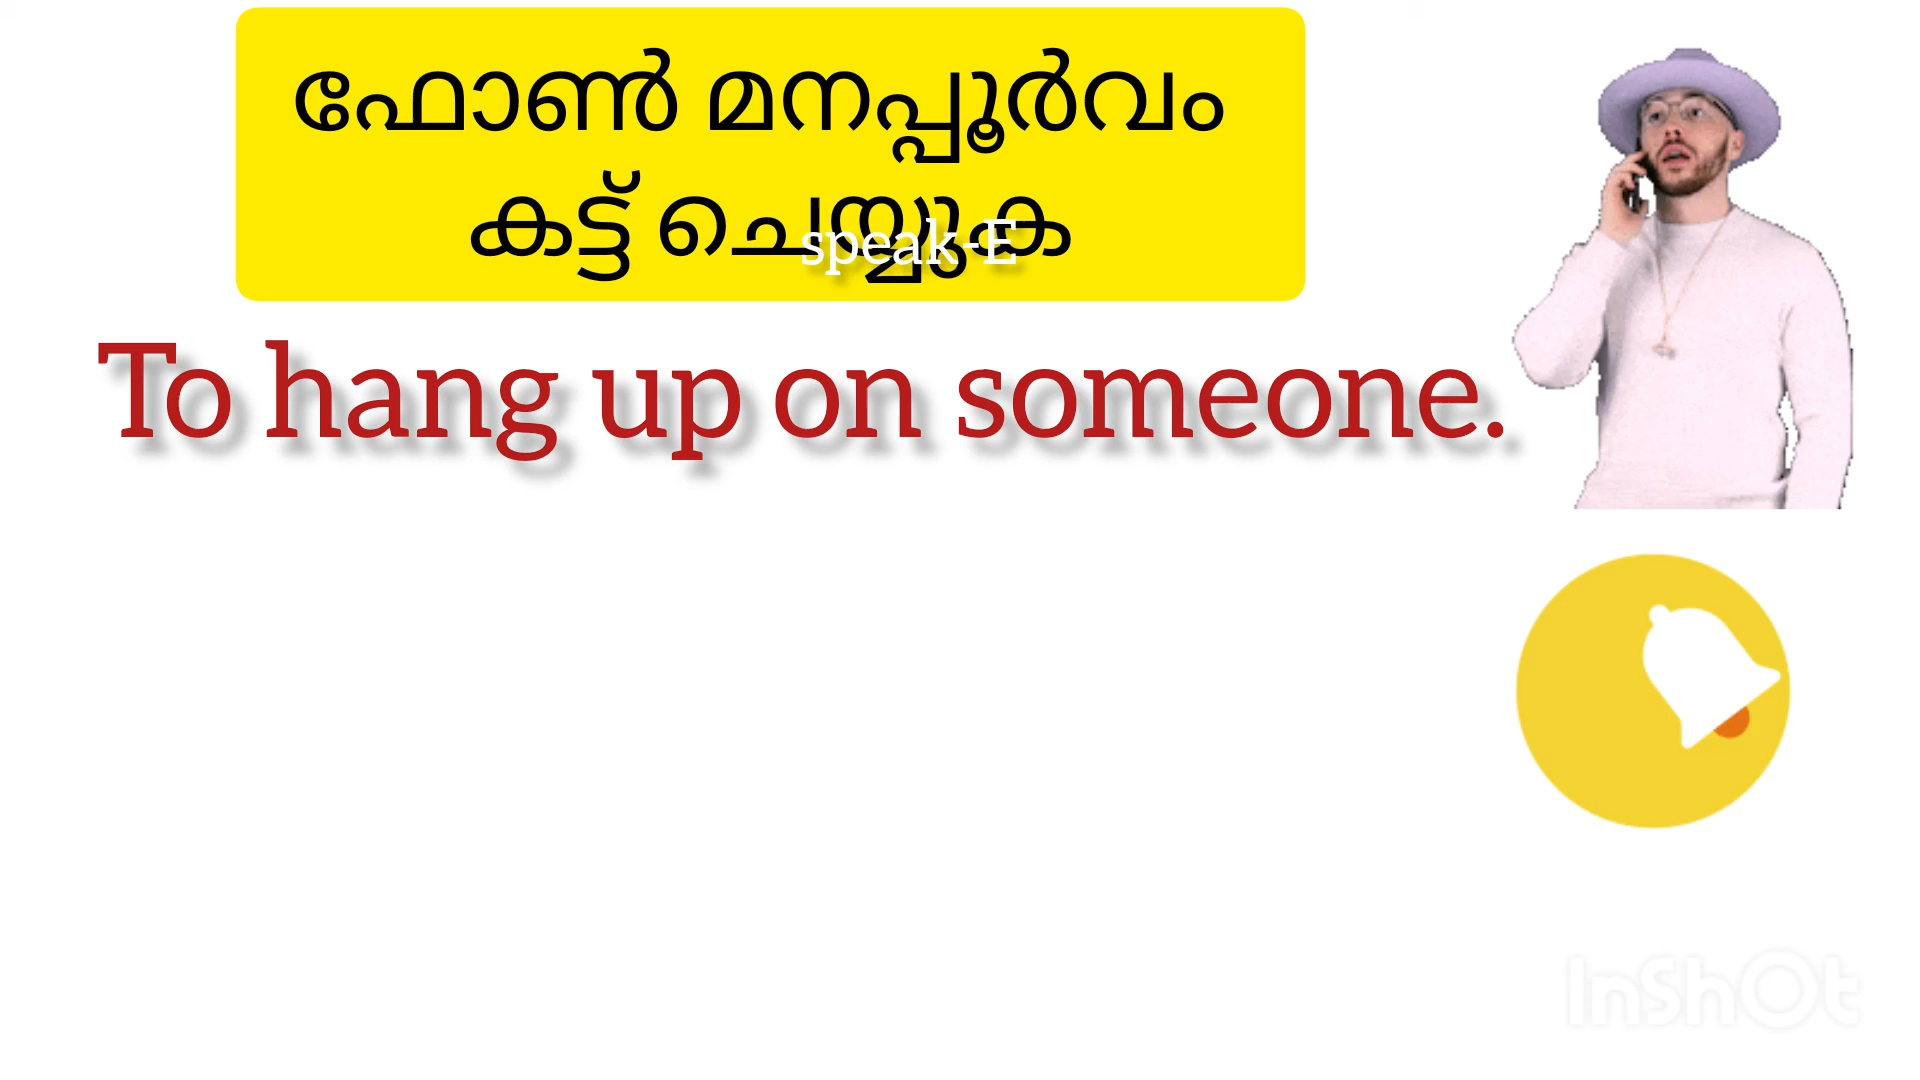 ഫോൺ മനപ്പൂർവം
കട്ട് ചെയ്യുക
speak-E
To hang up on someone.
InShOt